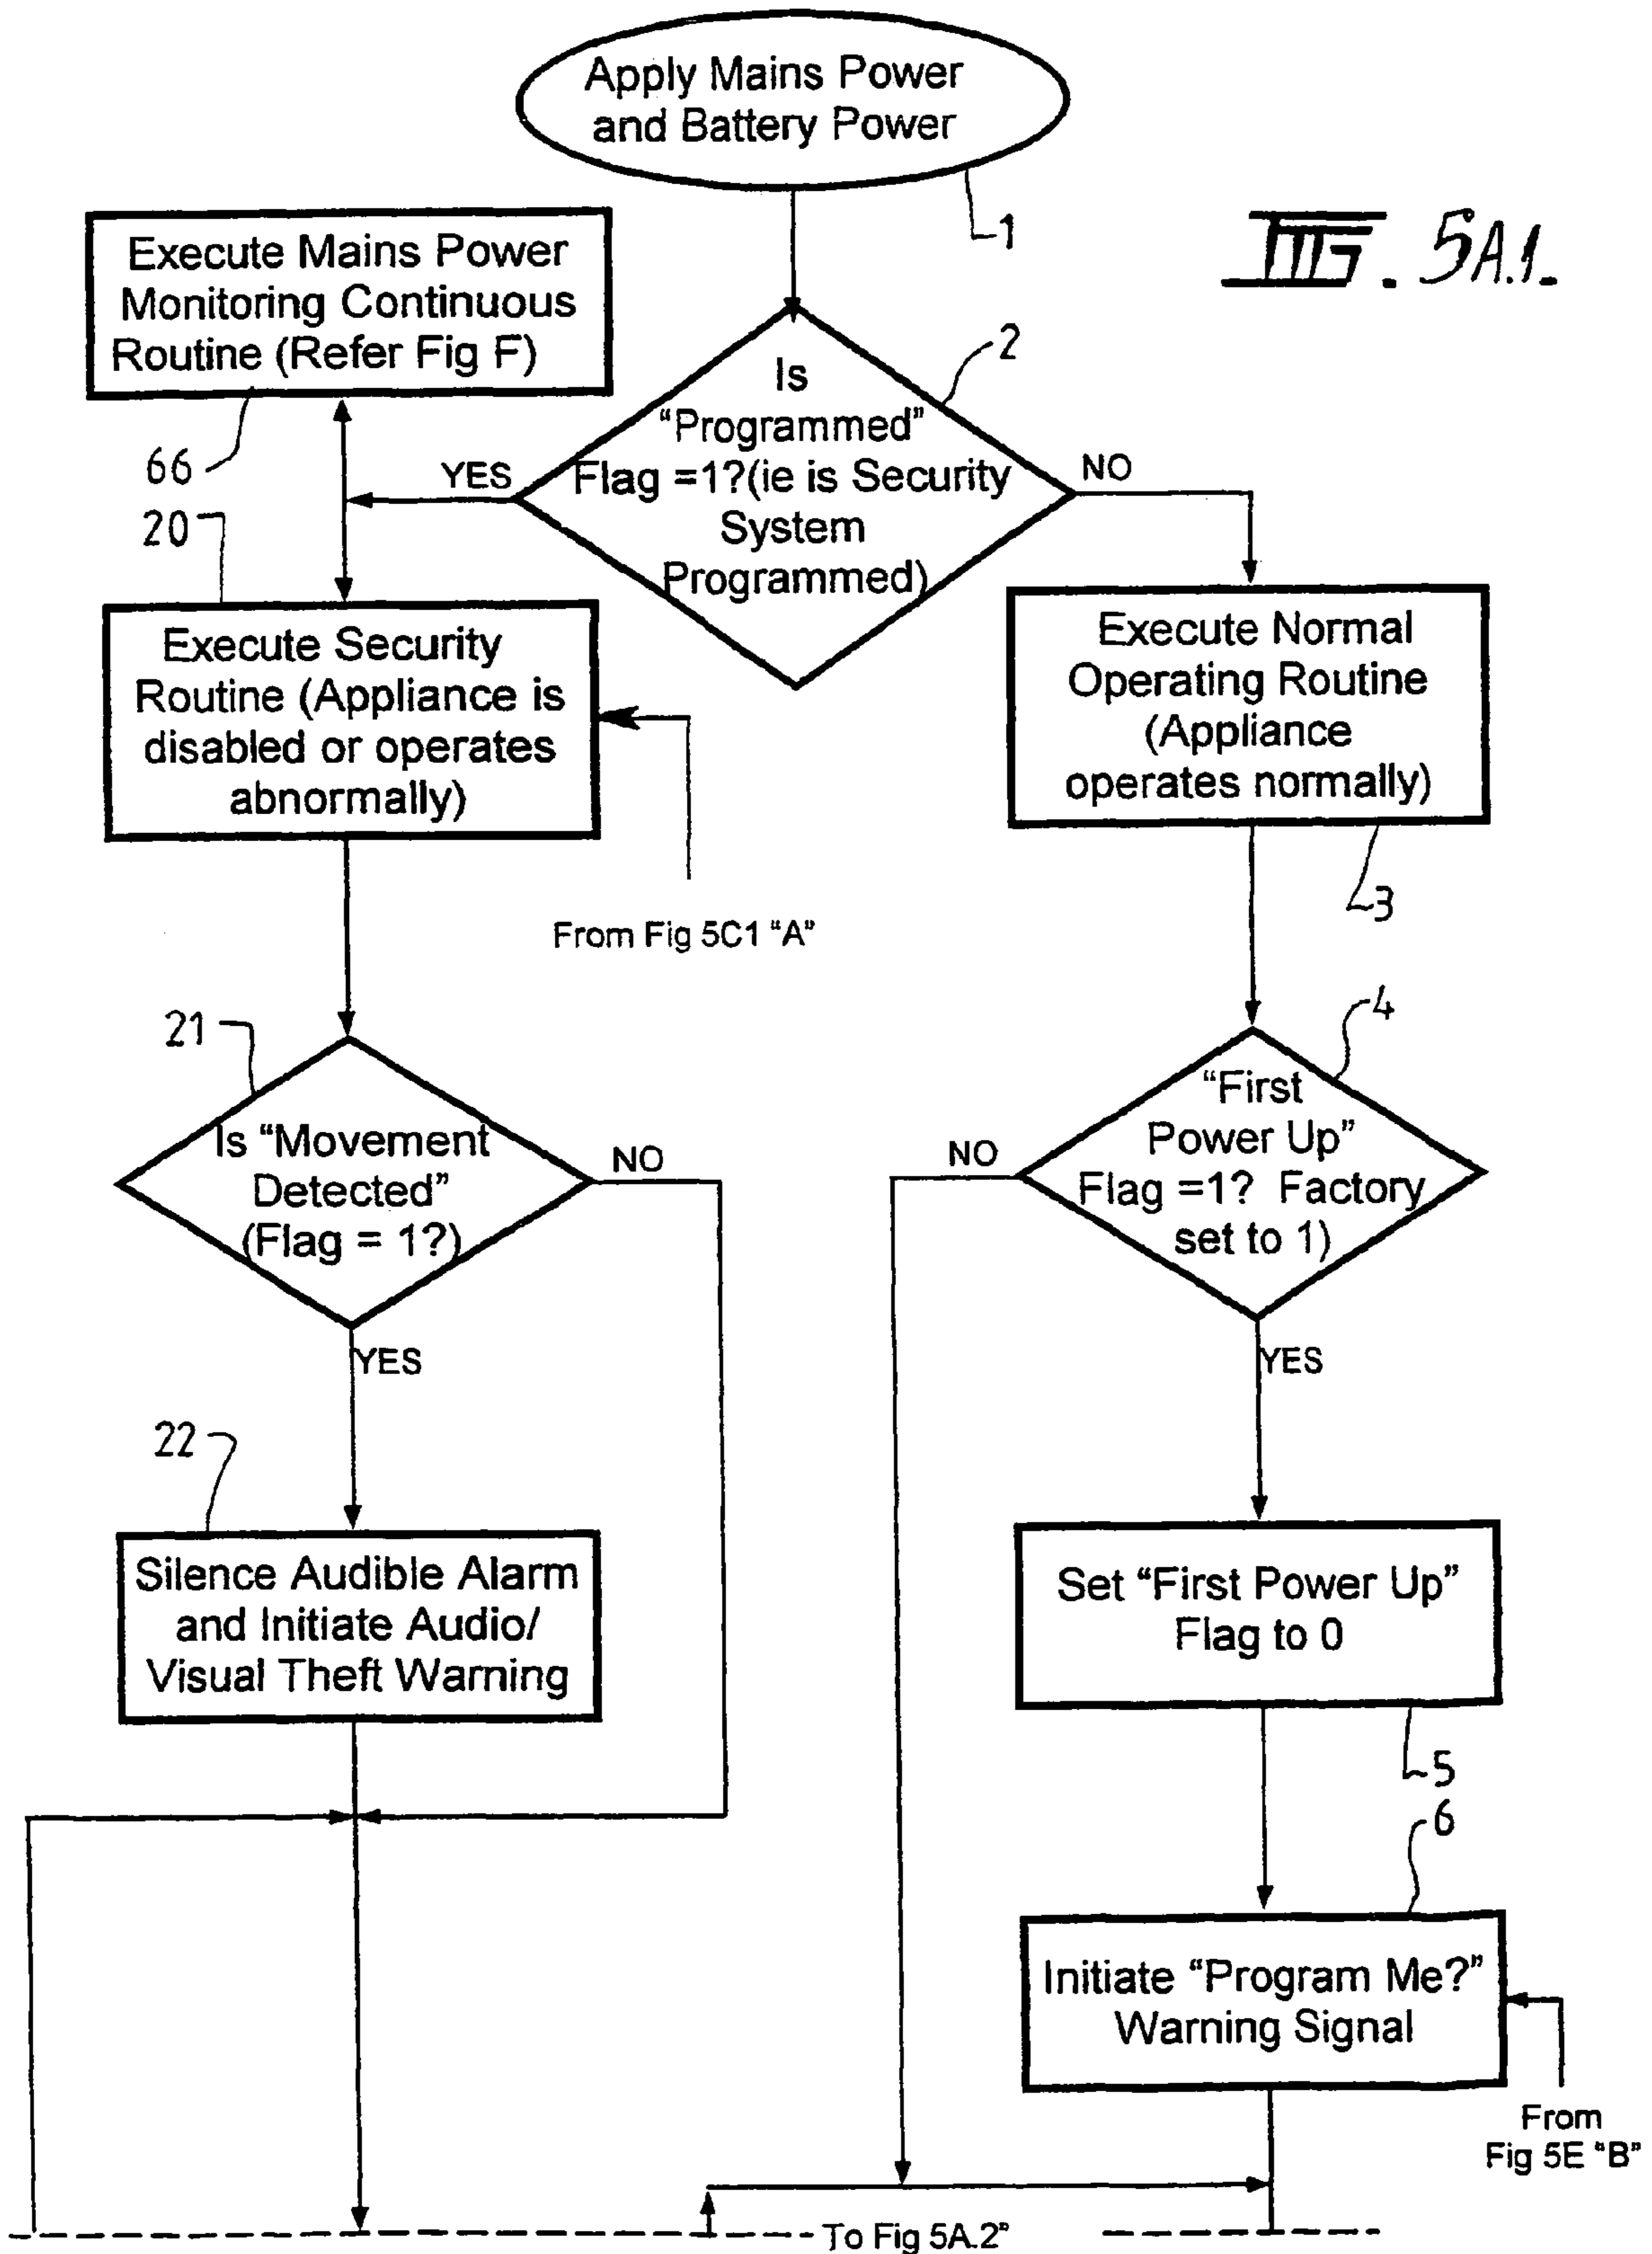 Apply Mains Power
and Battery Power
1
FIG. 5A.1.
Execute Mains Power
Monitoring Continuous
Routine (Refer Fig F)
66
2
Is
“Programmed”
Flag =1?(ie is Security
System
Programmed)
YES
NO
20
Execute Security
Routine (Appliance is
disabled or operates
abnormally)
Execute Normal
Operating Routine
(Appliance
operates normally)
3
From Fig 5C1 “A”
21
Is “Movement
Detected”
(Flag = 1?)
NO
YES
4
“First
Power Up”
Flag =1?  Factory
set to 1)
NO
YES
22
Silence Audible Alarm
and Initiate Audio/
Visual Theft Warning
Set “First Power Up”
Flag to 0
5
6
Initiate “Program Me?”
Warning Signal
From
Fig 5E “B”
To Fig 5A.2”